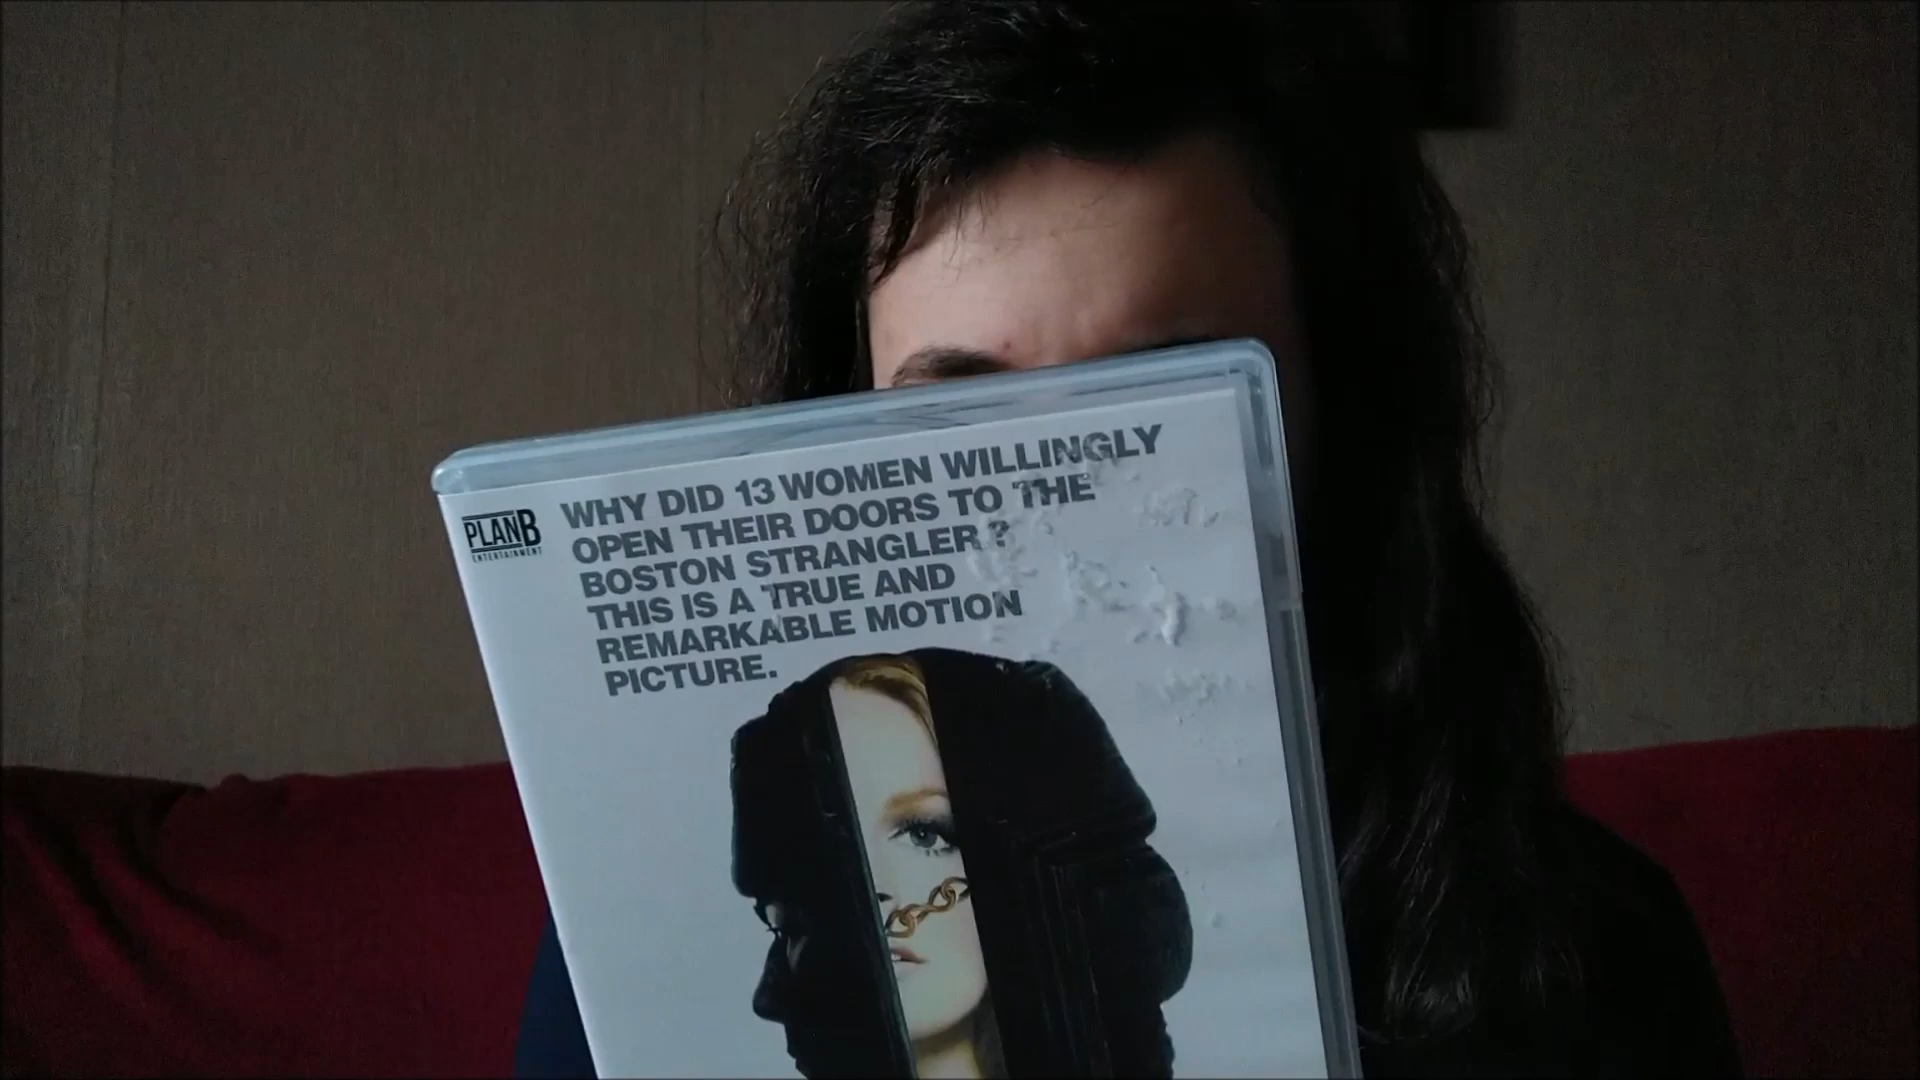 PLANB
ENTERTAINMENT
WHY DID 13 WOMEN WILLINGLY
OPEN THEIR DOORS TO THE
BOSTON STRANGLER?
THIS IS A TRUE AND
REMARKABLE MOTION
PICTURE.